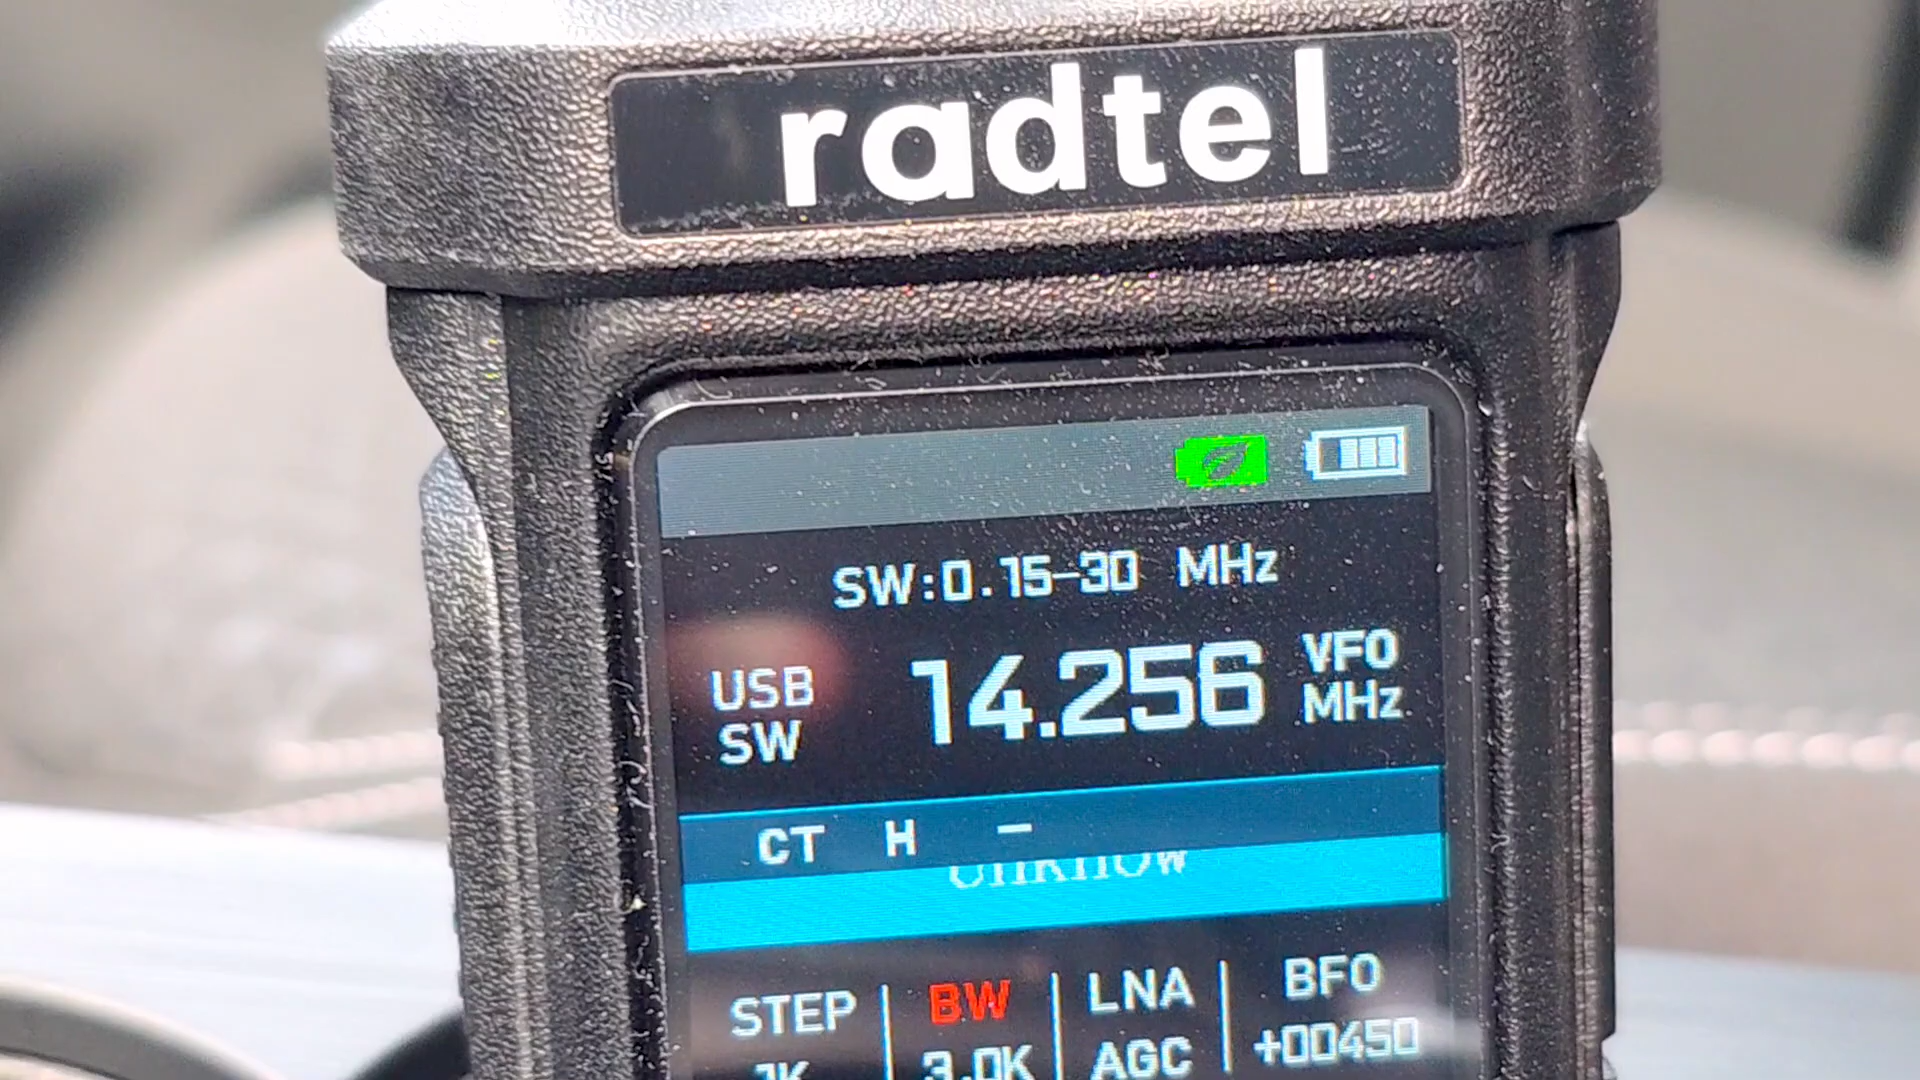 radtel
SW:0.15-30 MHz
USB SW 14.256 VFO MHz
CT H –
Unknow
STEP BW LNA BFO
1K 3.0K AGC +00450